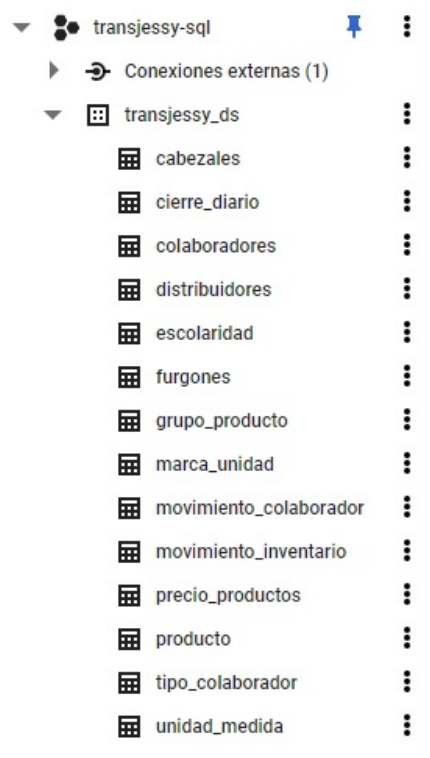 transjessy-sql
Conexiones externas (1)
transjessy_ds
cabezales
cierre_diario
colaboradores
distribuidores
escolaridad
furgones
grupo_producto
marca_unidad
movimiento_colaborador
movimiento_inventario
precio_productos
producto
tipo_colaborador
unidad_medida